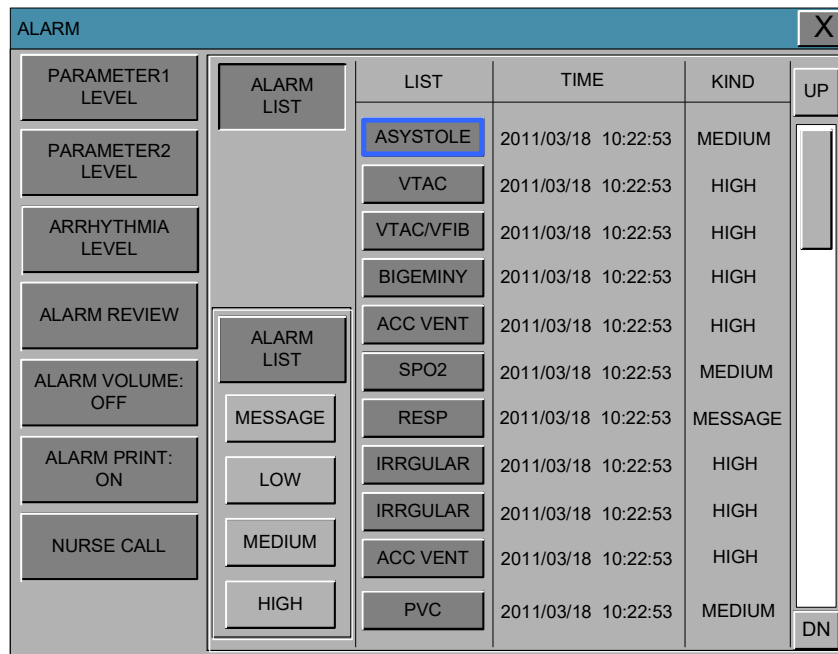 ALARM
X
PARAMETER1
LEVEL
PARAMETER2
LEVEL
ARRHYTHMIA
LEVEL
ALARM REVIEW
ALARM VOLUME:
OFF
ALARM PRINT:
ON
NURSE CALL
ALARM
LIST
ALARM
LIST
MESSAGE
LOW
MEDIUM
HIGH
LIST TIME KIND
ASYSTOLE 2011/03/18 10:22:53 MEDIUM
VTAC 2011/03/18 10:22:53 HIGH
VTAC/VFIB 2011/03/18 10:22:53 HIGH
BIGEMINY 2011/03/18 10:22:53 HIGH
ACC VENT 2011/03/18 10:22:53 HIGH
SPO2 2011/03/18 10:22:53 MEDIUM
RESP 2011/03/18 10:22:53 MESSAGE
IRRGULAR 2011/03/18 10:22:53 HIGH
IRRGULAR 2011/03/18 10:22:53 HIGH
ACC VENT 2011/03/18 10:22:53 HIGH
PVC 2011/03/18 10:22:53 MEDIUM
UP
DN